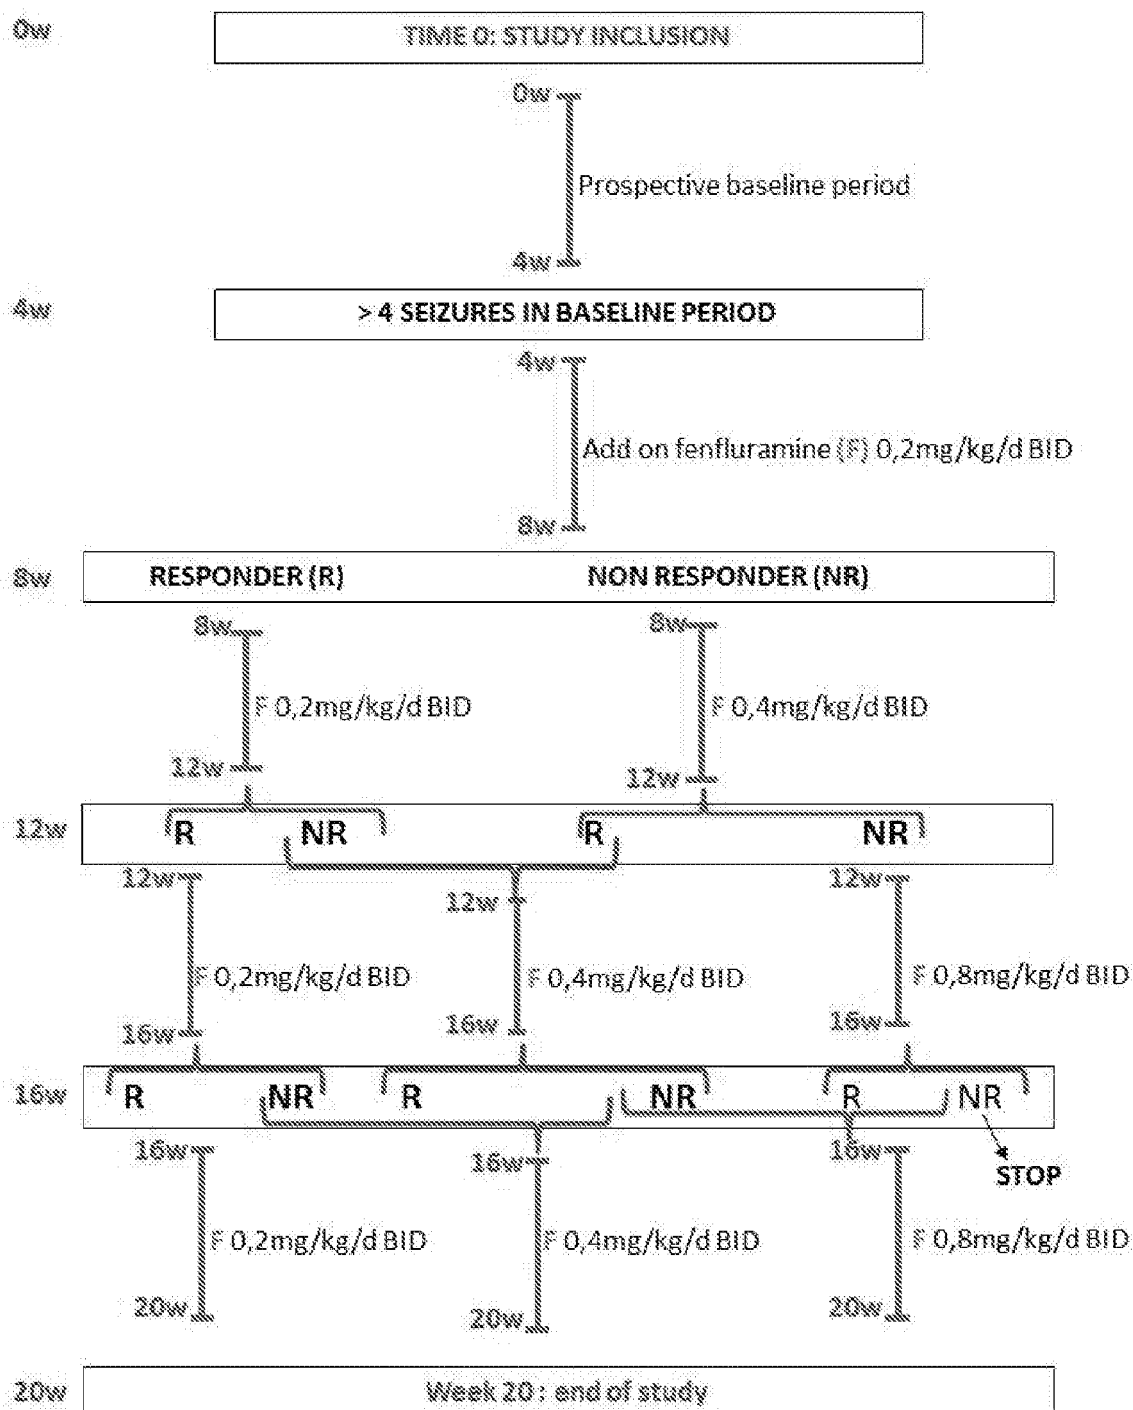 0w
TIME 0: STUDY INCLUSION
0w
Prospective baseline period
4w
4w
> 4 SEIZURES IN BASELINE PERIOD
4w
Add on fenfluramine (F) 0,2mg/kg/d BID
8w
8w
RESPONDER (R) NON RESPONDER (NR)
8w 8w
F 0,2mg/kg/d BID F 0,4mg/kg/d BID
12w 12w
12w R NR R NR
12w 12w 12w
F 0,2mg/kg/d BID F 0,4mg/kg/d BID F 0,8mg/kg/d BID
16w 16w 16w
16w R NR R NR R NR
16w 16w 16w STOP
F 0,2mg/kg/d BID F 0,4mg/kg/d BID F 0,8mg/kg/d BID
20w 20w 20w
20w Week 20 : end of study